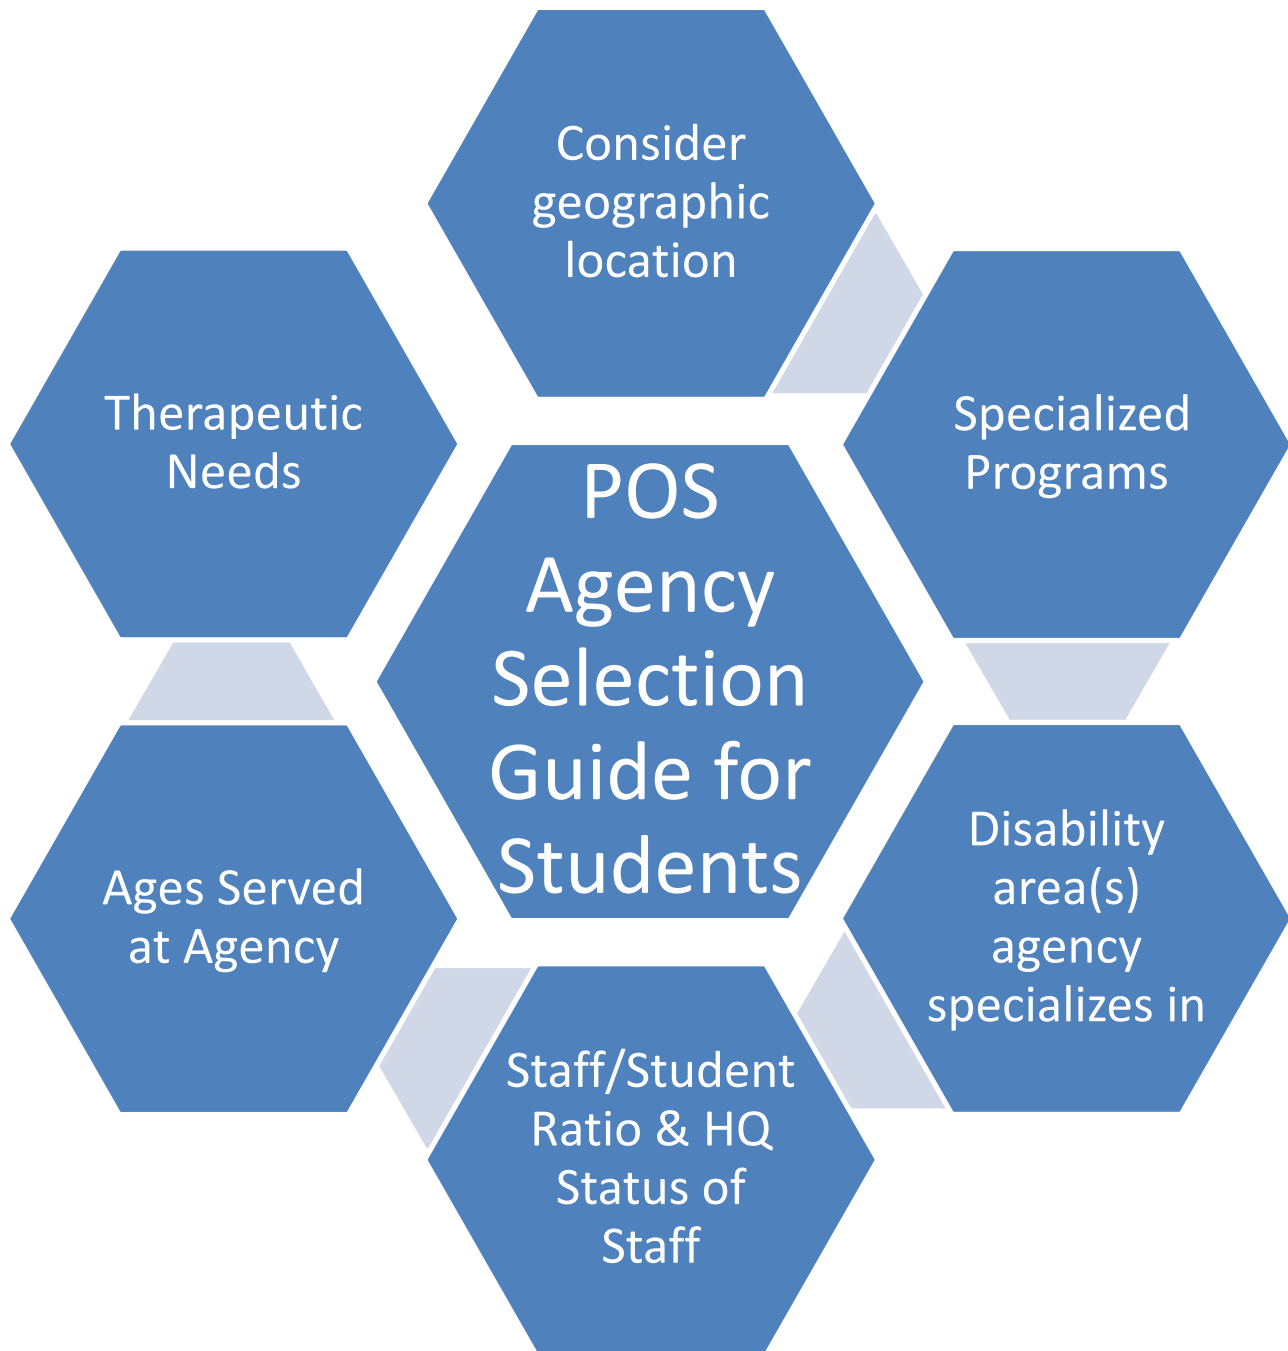 Consider
geographic
location
Specialized
Programs
Disability
area(s)
agency
specializes in
Staff/Student
Ratio & HQ
Status of
Staff
Ages Served
at Agency
Therapeutic
Needs
POS
Agency
Selection
Guide for
Students